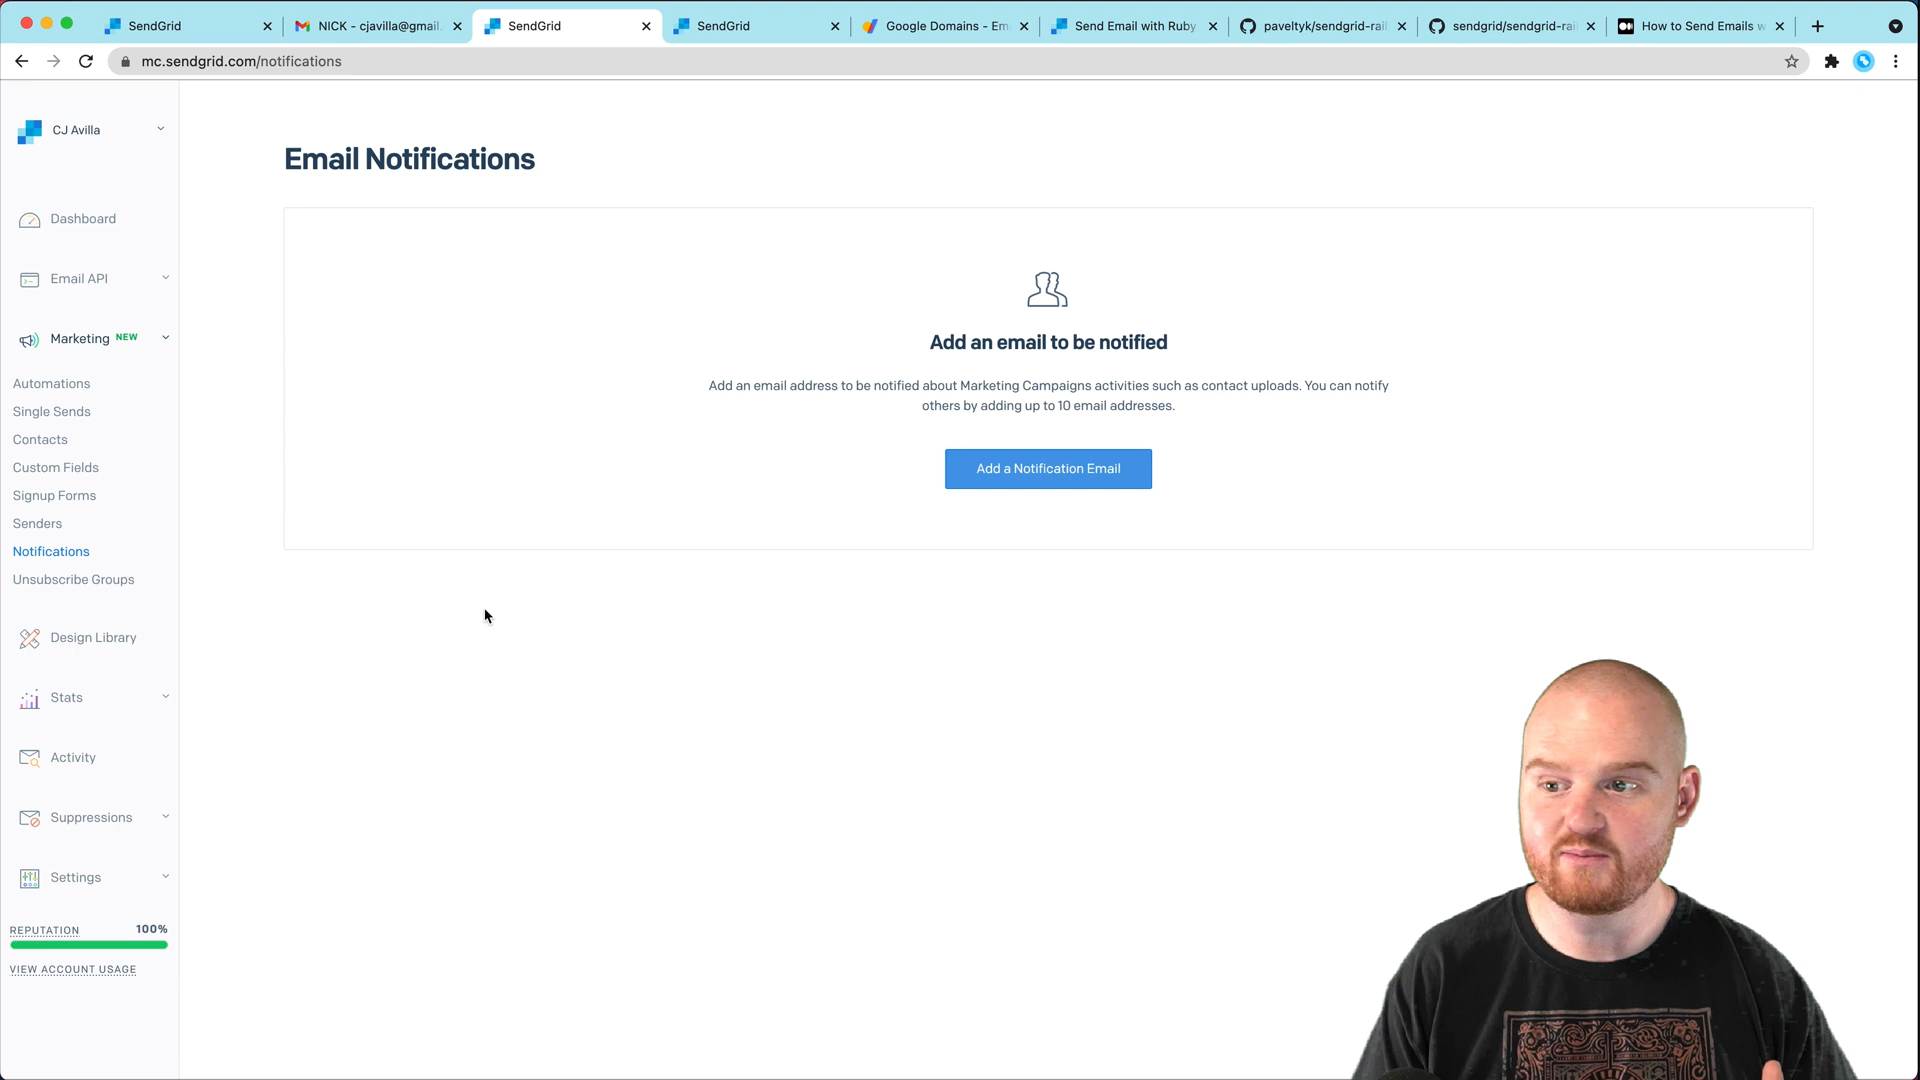 SendGrid
NICK - cjavilla@gmail.
SendGrid
SendGrid
Google Domains - Em
Send Email with Ruby
paveltyk/sendgrid-rail
sendgrid/sendgrid-rail
How to Send Emails w
mc.sendgrid.com/notifications
CJ Avilla
Dashboard
Email API
Marketing NEW
Automations
Single Sends
Contacts
Custom Fields
Signup Forms
Senders
Notifications
Unsubscribe Groups
Design Library
Stats
Activity
Suppressions
Settings
REPUTATION 100%
VIEW ACCOUNT USAGE
Email Notifications
Add an email to be notified
Add an email address to be notified about Marketing Campaigns activities such as contact uploads. You can notify
others by adding up to 10 email addresses.
Add a Notification Email